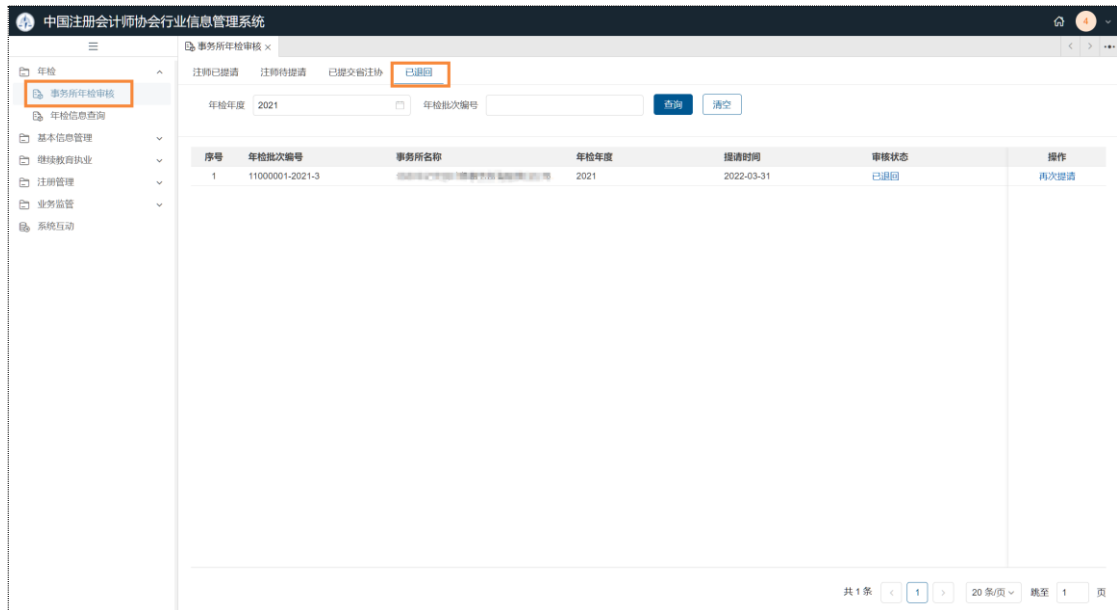 中国注册会计师协会行业信息管理系统
4
事务所年检审核 ×
年检
事务所年检审核
年检信息查询
基本信息管理
继续教育执业
注册管理
业务监管
系统互动
注师已提请 注师待提请 已提交省注协 已退回
年检年度 2021 年检批次编号 查询 清空
序号 年检批次编号 事务所名称 年检年度 提请时间 审核状态 操作
1 11000001-2021-3 2021 2022-03-31 已退回 再次提请
共 1 条 < 1 > 20 条/页 跳至 1 页